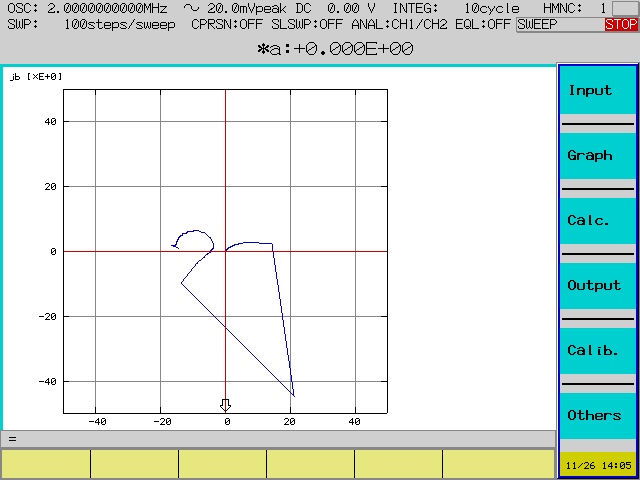 OSC: 2.0000000000MHz ～ 20.0mVpeak DC 0.00 V INTEG: 10cycle HMNC: 1
SWP: 100steps/sweep CPRSN:OFF SLSWP:OFF ANAL:CH1/CH2 EQL:OFF SWEEP STOP
*a:+0.000E+00
jb [×E+0]
40
20
0
-20
-40
-40 -20 0 20 40
=
Input
Graph
Calc.
Output
Calib.
Others
11/26 14:05